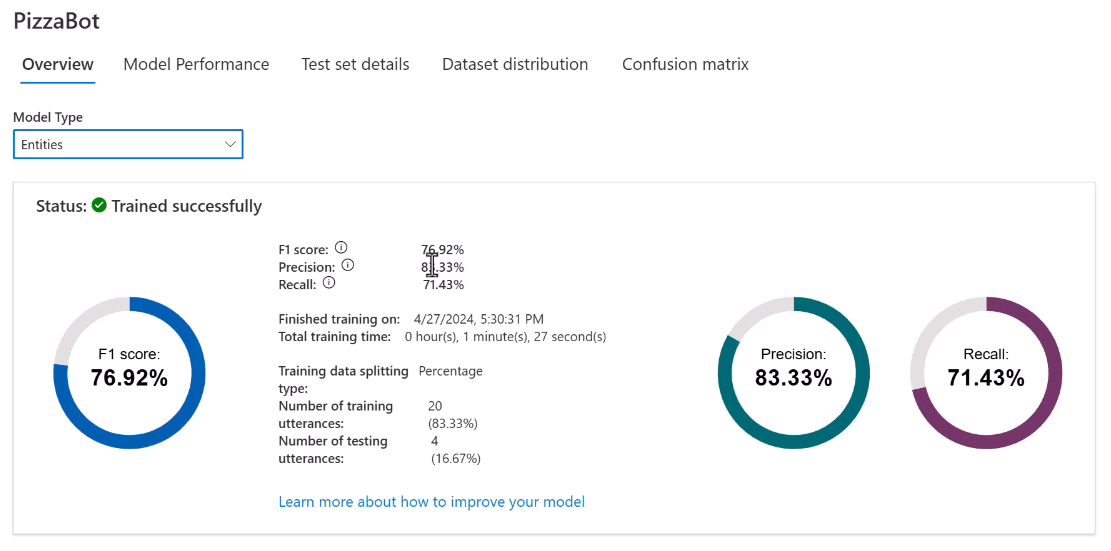 PizzaBot
Overview Model Performance Test set details Dataset distribution Confusion matrix
Model Type
Entities
Status: Trained successfully
F1 score: 76.92%
Precision: 83.33%
Recall: 71.43%
Finished training on: 4/27/2024, 5:30:31 PM
Total training time: 0 hour(s), 1 minute(s), 27 second(s)
Training data splitting Percentage
type:
Number of training 20
utterances: (83.33%)
Number of testing 4
utterances: (16.67%)
Learn more about how to improve your model
F1 score:
76.92%
Precision:
83.33%
Recall:
71.43%